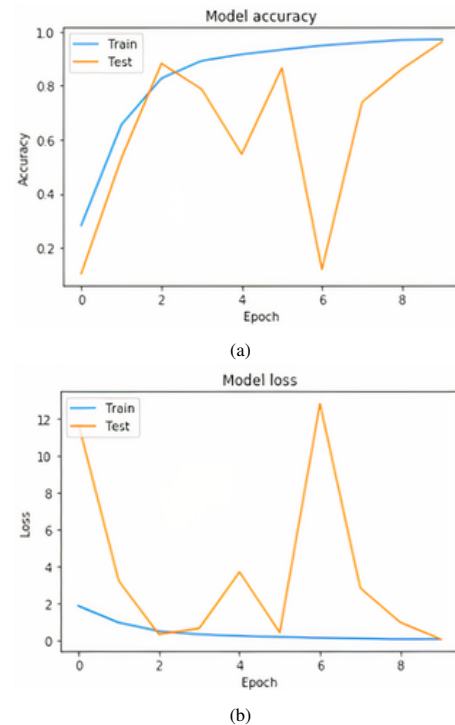 Model accuracy
Train
Test
1.0
0.8
0.6
0.4
0.2
Accuracy
0 2 4 6 8
Epoch
(a)
Model loss
Train
Test
12
10
8
6
4
2
0
Loss
0 2 4 6 8
Epoch
(b)